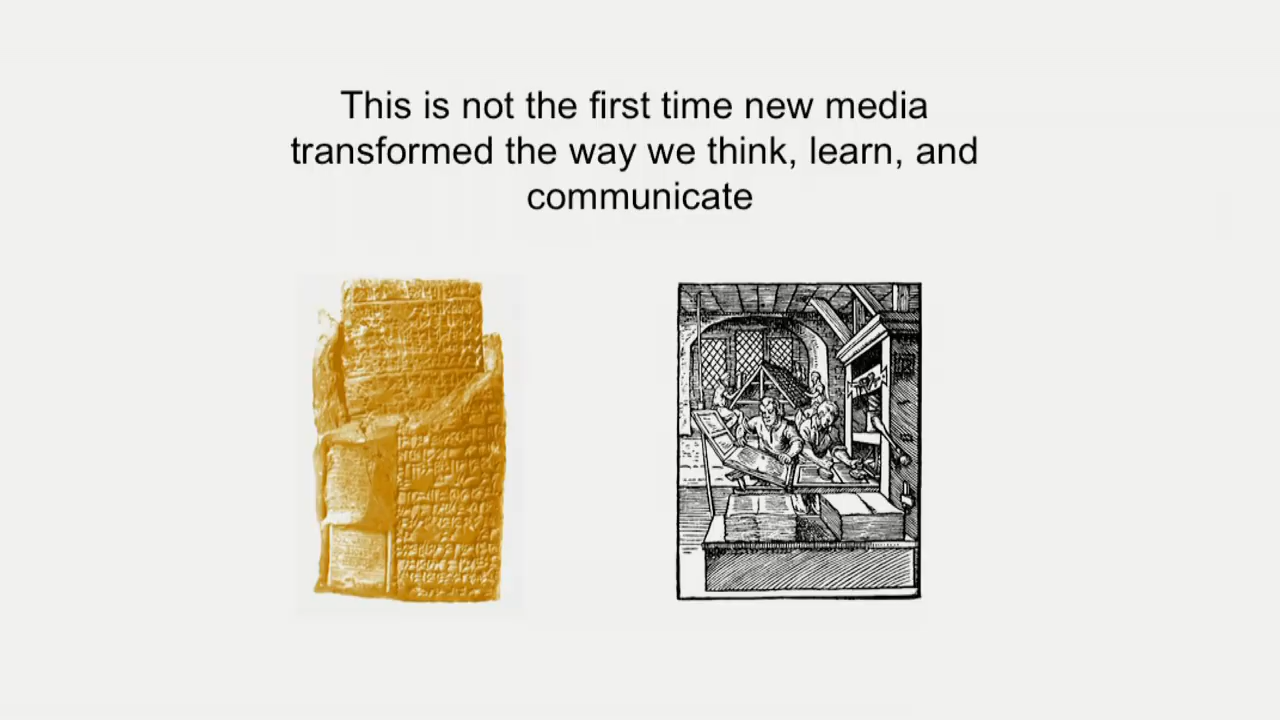 This is not the first time new media
transformed the way we think, learn, and
communicate